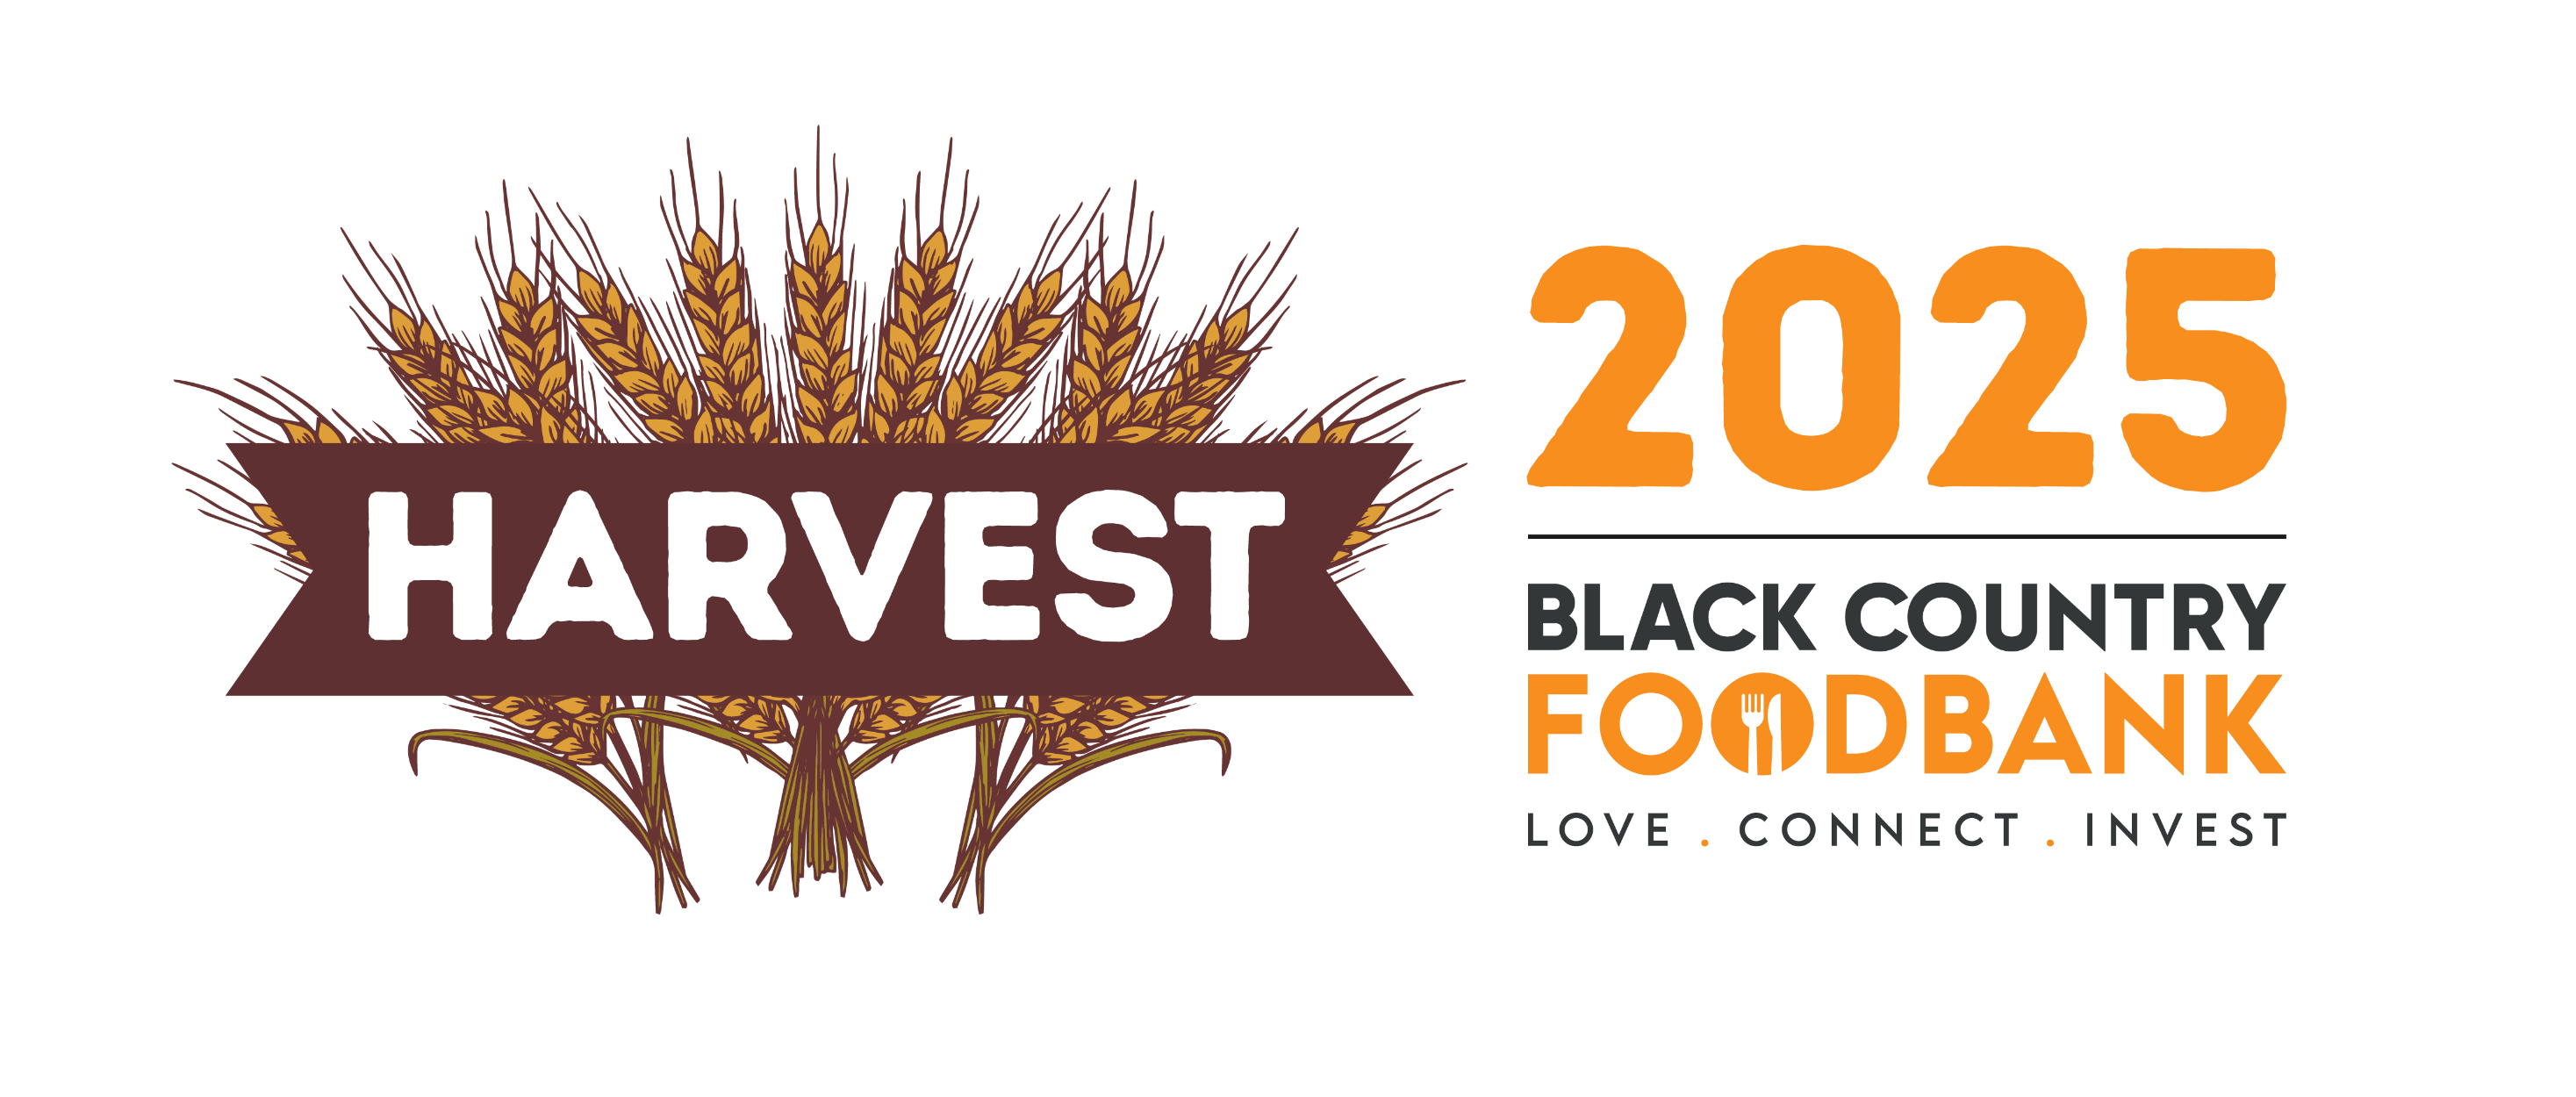 HARVEST
2025
BLACK COUNTRY
FOODBANK
LOVE . CONNECT . INVEST